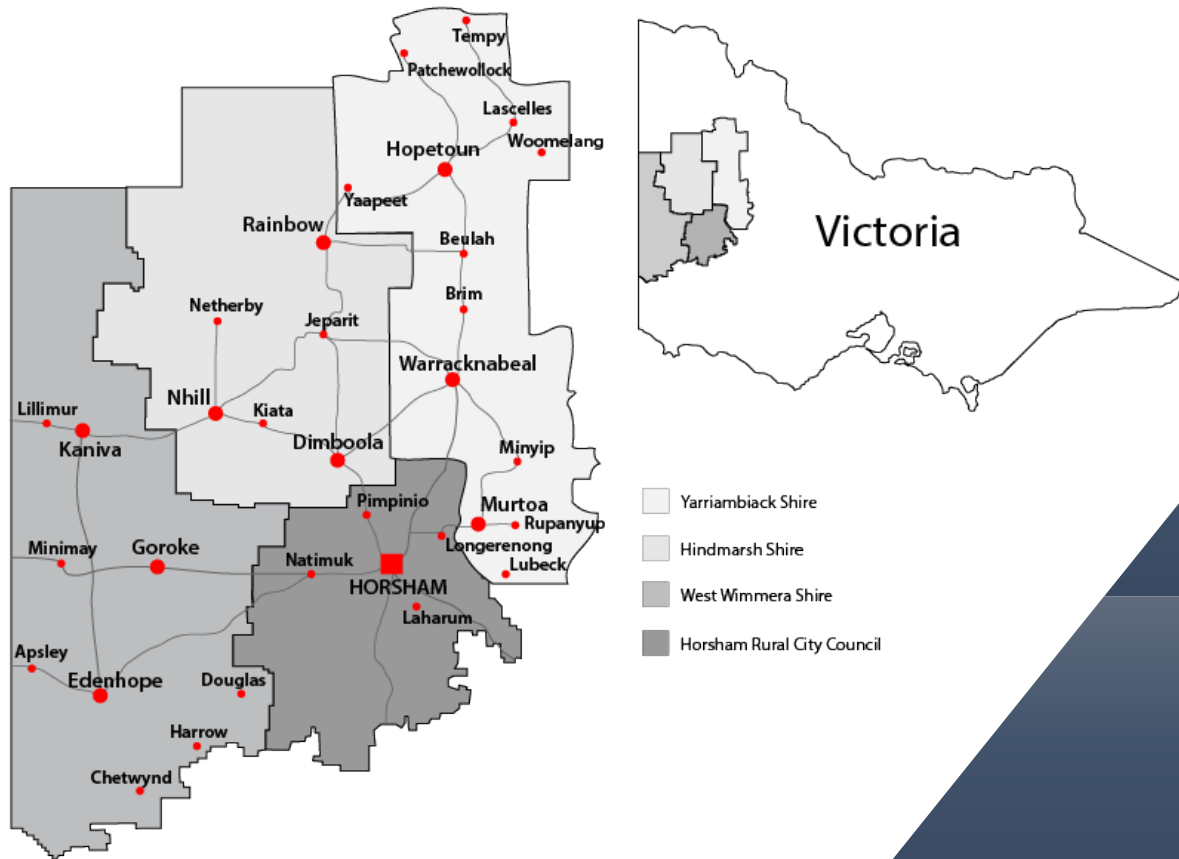 Tempy
Patchewollock
Lascelles
Woomelang
Hopetoun
Yaapeet
Rainbow
Beulah
Netherby
Brim
Jeparit
Warracknabeal
Nhill
Kiata
Lillimur
Kaniva
Dimboola
Minyip
Pimpinio
Murtoa
Rupanyup
Longerenong
Minimay
Goroke
Natimuk
Lubeck
HORSHAM
Laharum
Apsley
Edenhope
Douglas
Harrow
Chetwynd
Victoria
Yarriambiack Shire
Hindmarsh Shire
West Wimmera Shire
Horsham Rural City Council